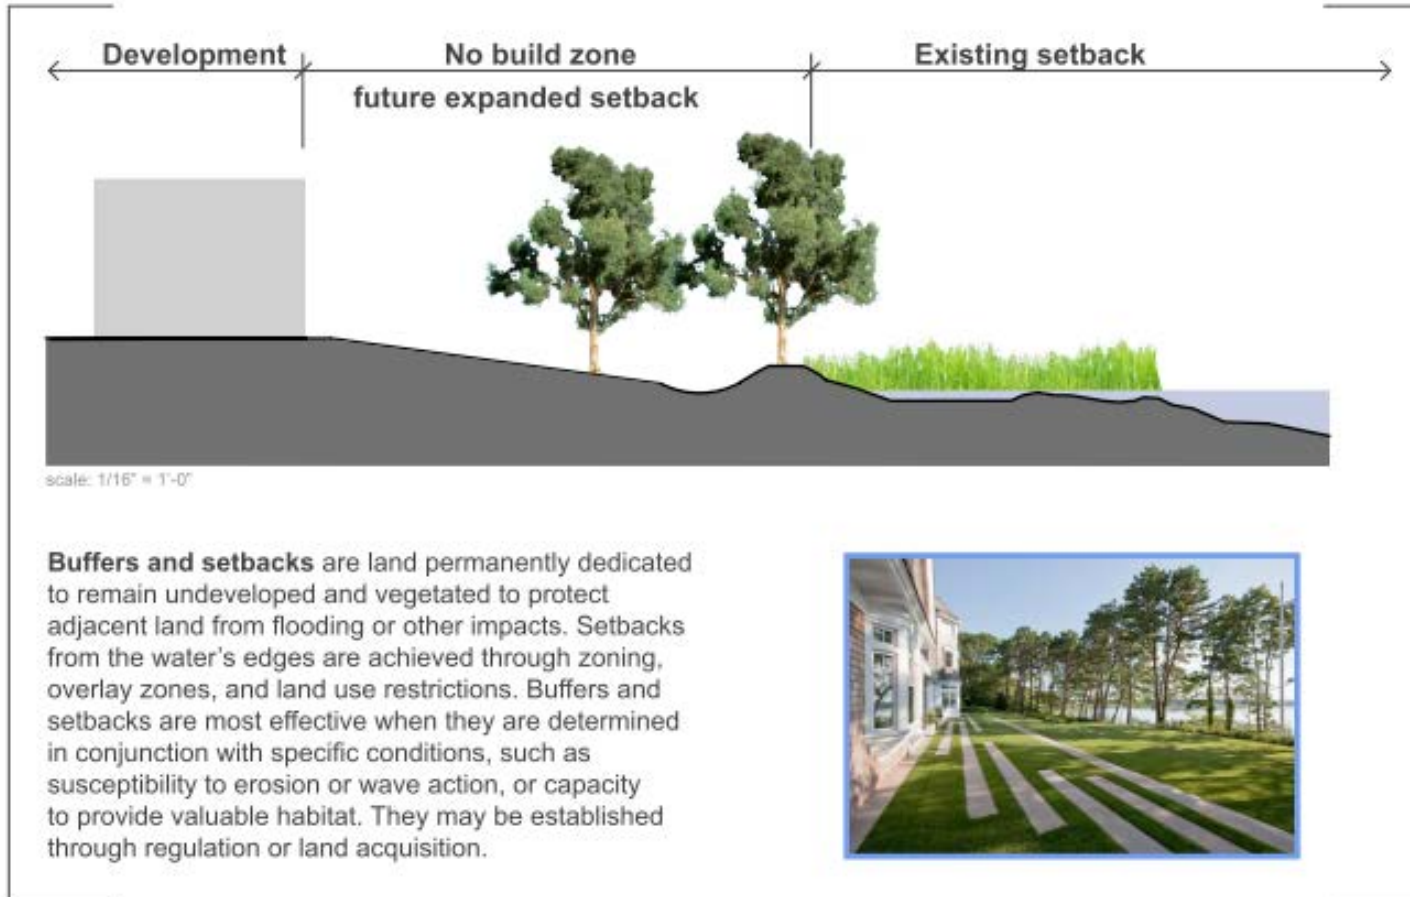 Development
No build zone
Existing setback
future expanded setback
scale: 1/16" = 1'-0"
Buffers and setbacks are land permanently dedicated
to remain undeveloped and vegetated to protect
adjacent land from flooding or other impacts. Setbacks
from the water's edges are achieved through zoning,
overlay zones, and land use restrictions. Buffers and
setbacks are most effective when they are determined
in conjunction with specific conditions, such as
susceptibility to erosion or wave action, or capacity
to provide valuable habitat. They may be established
through regulation or land acquisition.